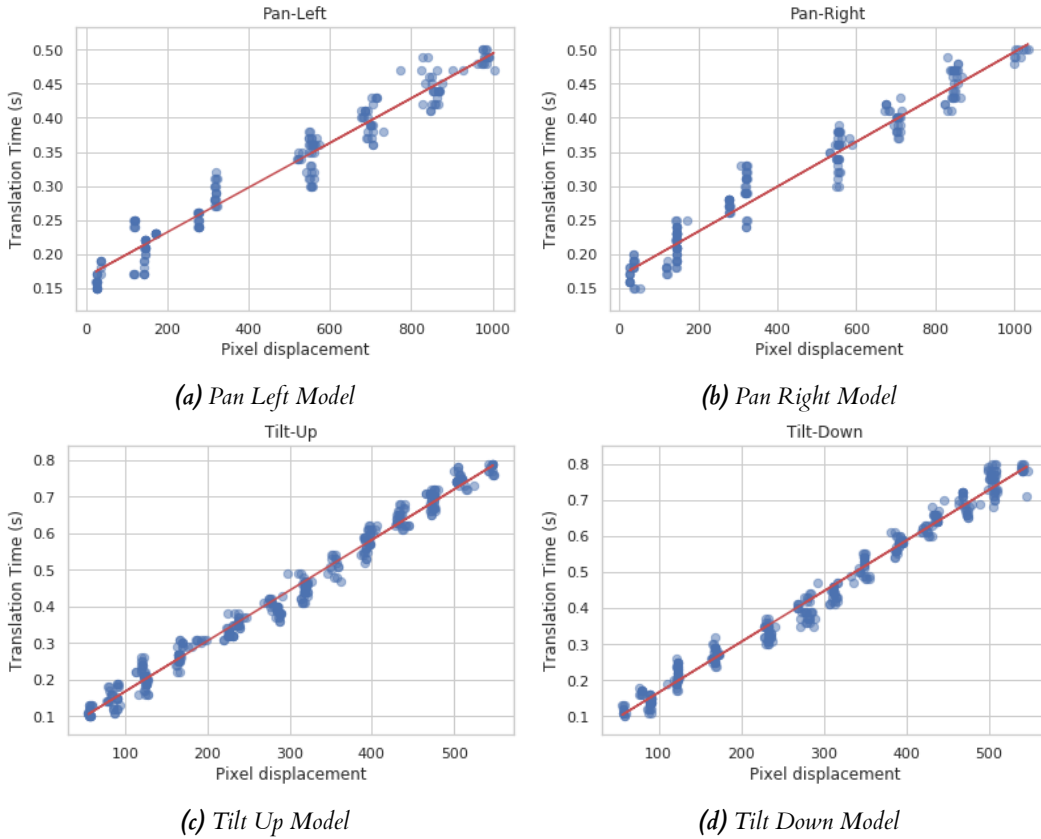 Pan-Left
0.50
0.45
0.40
0.35
0.30
0.25
0.20
0.15
Translation Time (s)
0 200 400 600 800 1000
Pixel displacement
(a) Pan Left Model
Pan-Right
0.50
0.45
0.40
0.35
0.30
0.25
0.20
0.15
Translation Time (s)
0 200 400 600 800 1000
Pixel displacement
(b) Pan Right Model
Tilt-Up
0.8
0.7
0.6
0.5
0.4
0.3
0.2
0.1
Translation Time (s)
100 200 300 400 500
Pixel displacement
(c) Tilt Up Model
Tilt-Down
0.8
0.7
0.6
0.5
0.4
0.3
0.2
0.1
Translation Time (s)
100 200 300 400 500
Pixel displacement
(d) Tilt Down Model